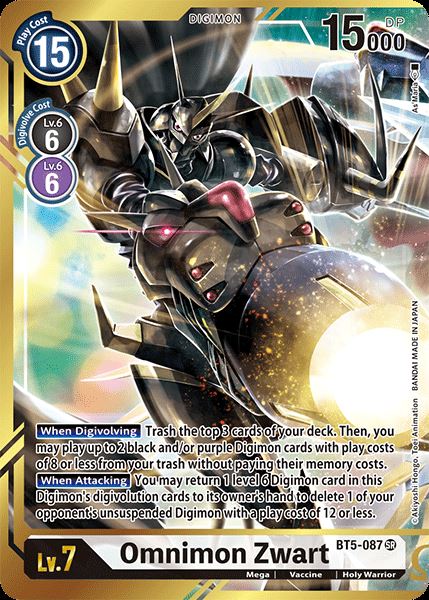 Play Cost
15
DIGIMON
15000
DP
Digivolve Cost
Lv.6
6
Lv.6
6
As'Maria
When Digivolving Trash the top 3 cards of your deck. Then, you
may play up to 2 black and/or purple Digimon cards with play costs
of 8 or less from your trash without paying their memory costs.
When Attacking You may return 1 level 6 Digimon card in this
Digimon's digivolution cards to its owner's hand to delete 1 of your
opponent's unsuspended Digimon with a play cost of 12 or less.
©Akiyoshi Hongo, Toei Animation BANDAI MADE IN JAPAN
Lv.7
Omnimon Zwart
BT5-087 SR
Mega | Vaccine | Holy Warrior